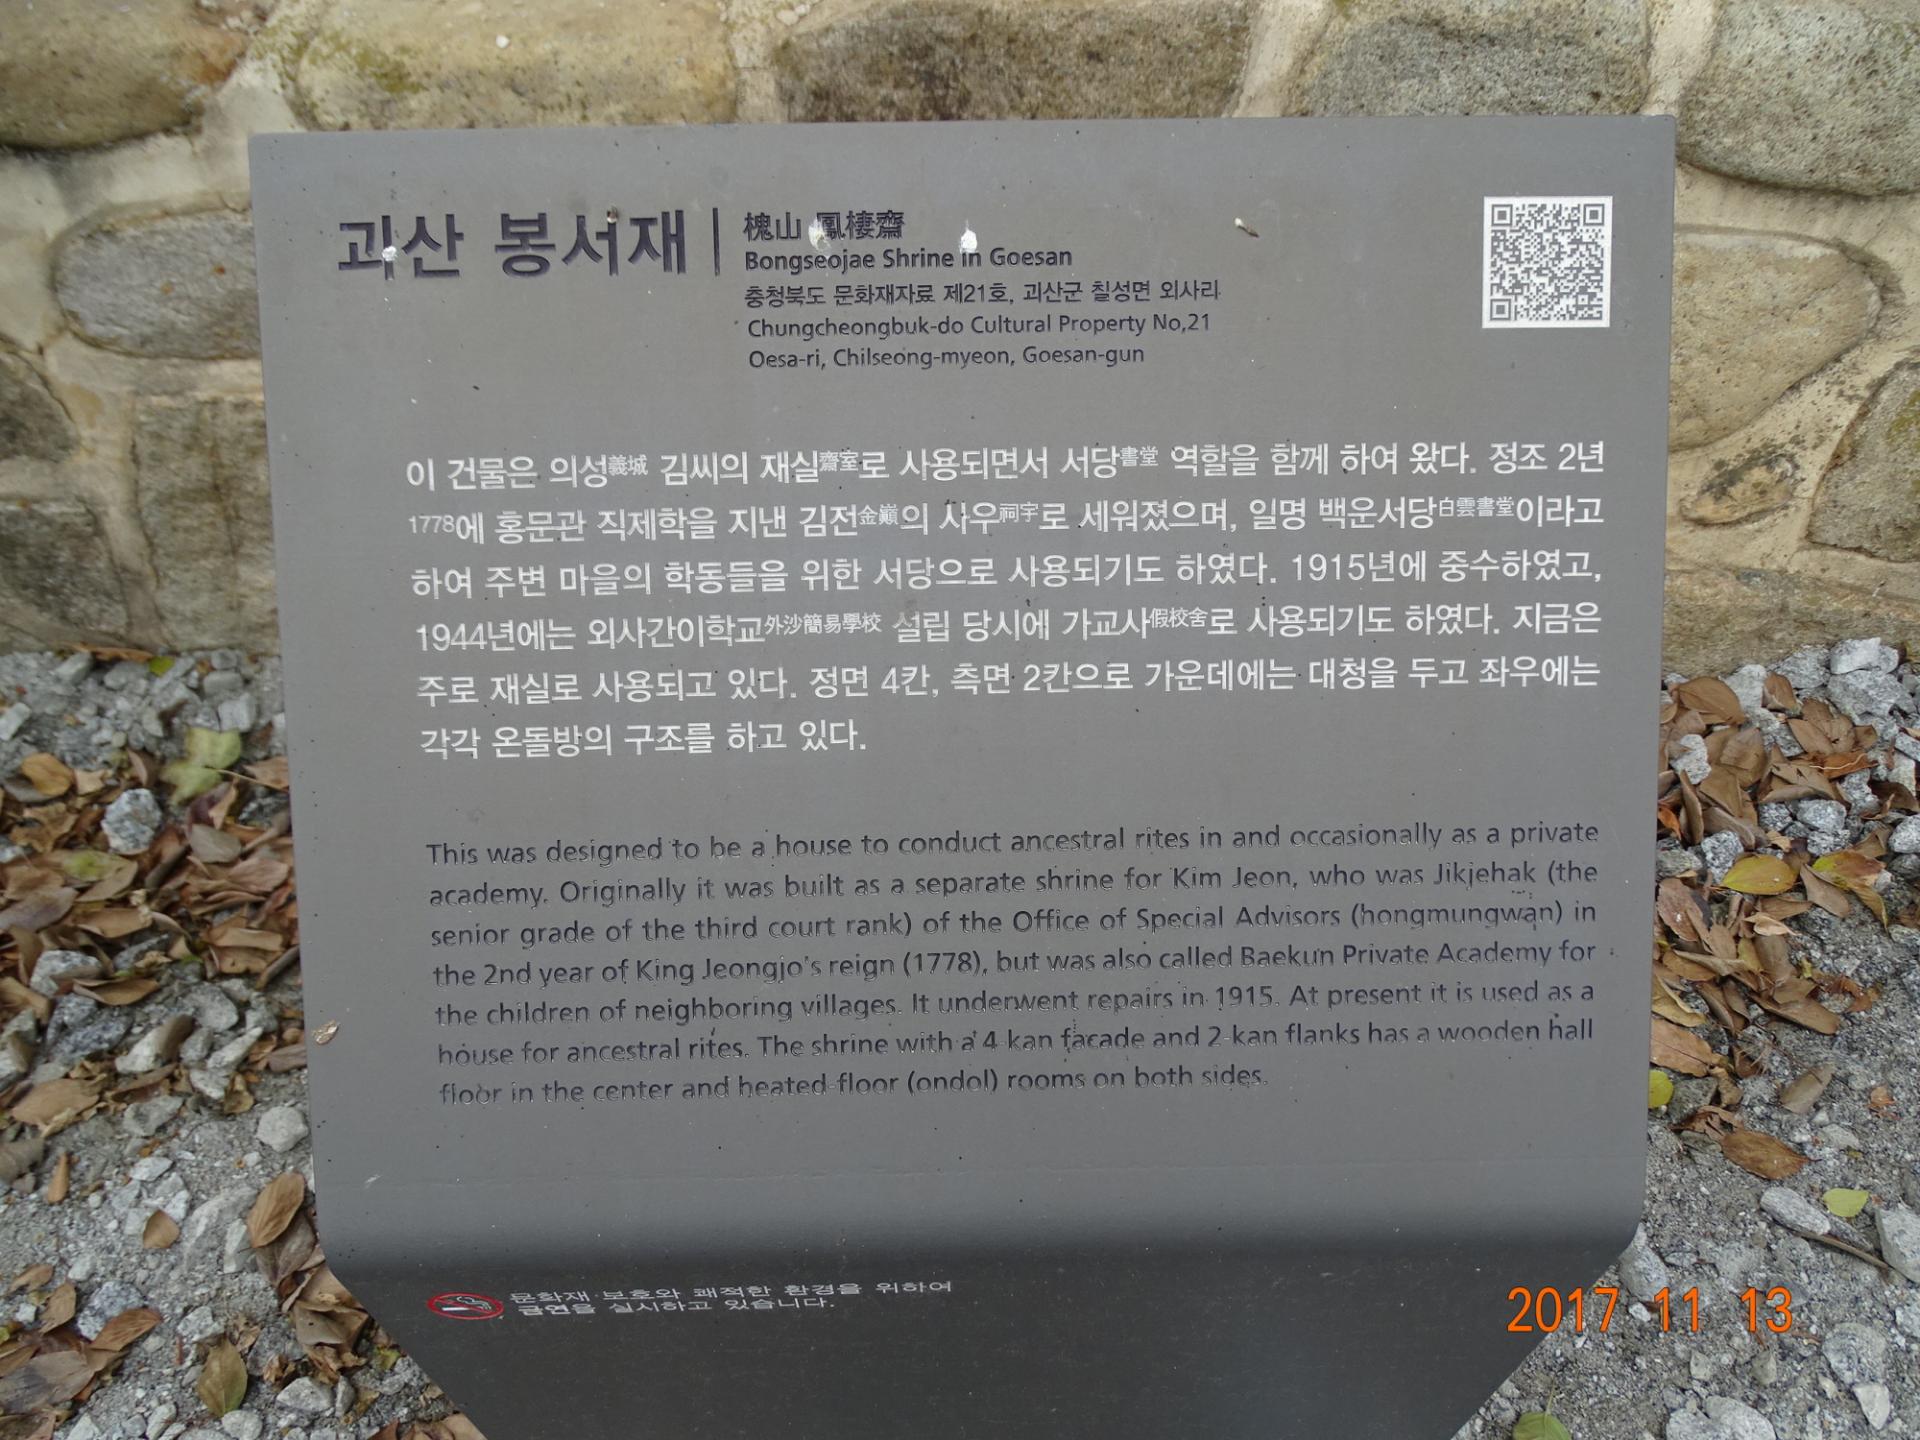 괴산 봉서재
槐山 鳳棲齋
Bongseojae Shrine in Goesan
충청북도 문화재자료 제21호, 괴산군 칠성면 외사리
Chungcheongbuk-do Cultural Property No,21
Oesa-ri, Chilseong-myeon, Goesan-gun
이 건물은 의성義城 김씨의 재실齋室로 사용되면서 서당書堂 역할을 함께 하여 왔다. 정조 2년
1778에 홍문관 직제학을 지낸 김전金巓의 사우祠宇로 세워졌으며, 일명 백운서당白雲書堂이라고
하여 주변 마을의 학동들을 위한 서당으로 사용되기도 하였다. 1915년에 중수하였고,
1944년에는 외사간이학교外沙簡易學校 설립 당시에 가교사假校舍로 사용되기도 하였다. 지금은
주로 재실로 사용되고 있다. 정면 4칸, 측면 2칸으로 가운데에는 대청을 두고 좌우에는
각각 온돌방의 구조를 하고 있다.
This was designed to be a house to conduct ancestral rites in and occasionally as a private
academy. Originally it was built as a separate shrine for Kim Jeon, who was Jikjehak (the
senior grade of the third court rank) of the Office of Special Advisors (hongmungwan) in
the 2nd year of King Jeongjo's reign (1778), but was also called Baekun Private Academy for
the children of neighboring villages. It underwent repairs in 1915. At present it is used as a
house for ancestral rites. The shrine with a 4-kan facade and 2-kan flanks has a wooden hall
floor in the center and heated-floor (ondol) rooms on both sides.
문화재 보호와 쾌적한 환경을 위하여
금연을 실시하고 있습니다.
2017 11 13